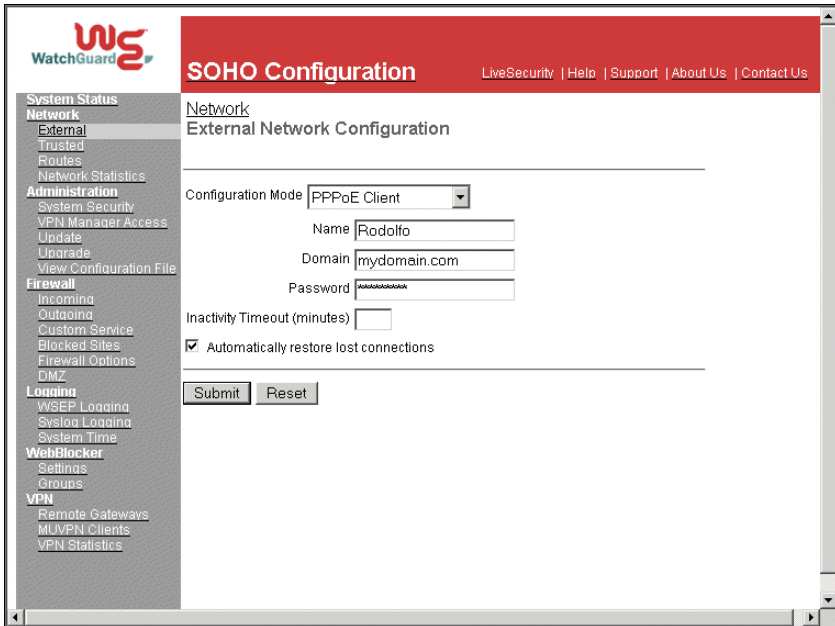 WatchGuard
SOHO Configuration
LiveSecurity | Help | Support | About Us | Contact Us
System Status
Network
External
Trusted
Routes
Network Statistics
Administration
System Security
VPN Manager Access
Update
Upgrade
View Configuration File
Firewall
Incoming
Outgoing
Custom Service
Blocked Sites
Firewall Options
DMZ
Logging
WSEP Logging
Syslog Logging
System Time
WebBlocker
Settings
Groups
VPN
Remote Gateways
MUVPN Clients
VPN Statistics
Network
External Network Configuration
Configuration Mode PPPoE Client
Name Rodolfo
Domain mydomain.com
Password **********
Inactivity Timeout (minutes)
Automatically restore lost connections
Submit Reset